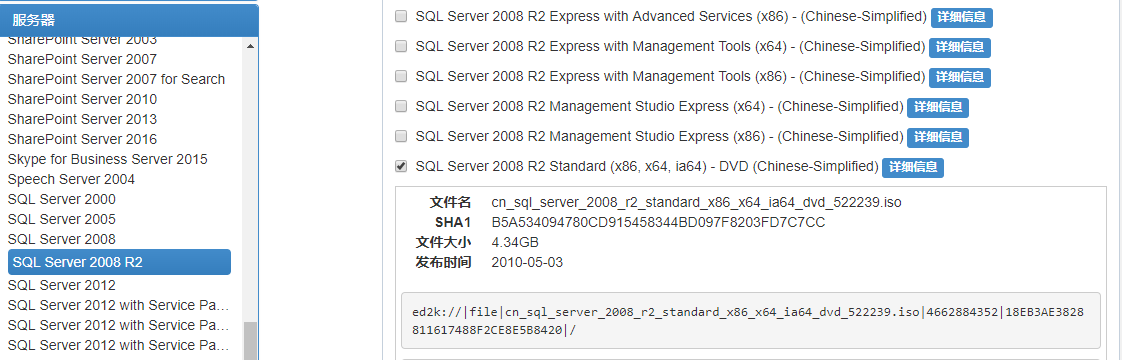 服务器
SharePoint Server 2003
SharePoint Server 2007
SharePoint Server 2007 for Search
SharePoint Server 2010
SharePoint Server 2013
SharePoint Server 2016
Skype for Business Server 2015
Speech Server 2004
SQL Server 2000
SQL Server 2005
SQL Server 2008
SQL Server 2008 R2
SQL Server 2012
SQL Server 2012 with Service Pa...
SQL Server 2012 with Service Pa...
SQL Server 2012 with Service Pa...
SQL Server 2008 R2 Express with Advanced Services (x86) - (Chinese-Simplified) 详细信息
SQL Server 2008 R2 Express with Management Tools (x64) - (Chinese-Simplified) 详细信息
SQL Server 2008 R2 Express with Management Tools (x86) - (Chinese-Simplified) 详细信息
SQL Server 2008 R2 Management Studio Express (x64) - (Chinese-Simplified) 详细信息
SQL Server 2008 R2 Management Studio Express (x86) - (Chinese-Simplified) 详细信息
SQL Server 2008 R2 Standard (x86, x64, ia64) - DVD (Chinese-Simplified) 详细信息
文件名 cn_sql_server_2008_r2_standard_x86_x64_ia64_dvd_522239.iso
SHA1 B5A534094780CD915458344BD097F8203FD7C7CC
文件大小 4.34GB
发布时间 2010-05-03
ed2k://|file|cn_sql_server_2008_r2_standard_x86_x64_ia64_dvd_522239.iso|4662884352|18EB3AE3828
811617488F2CE8E5B8420|/